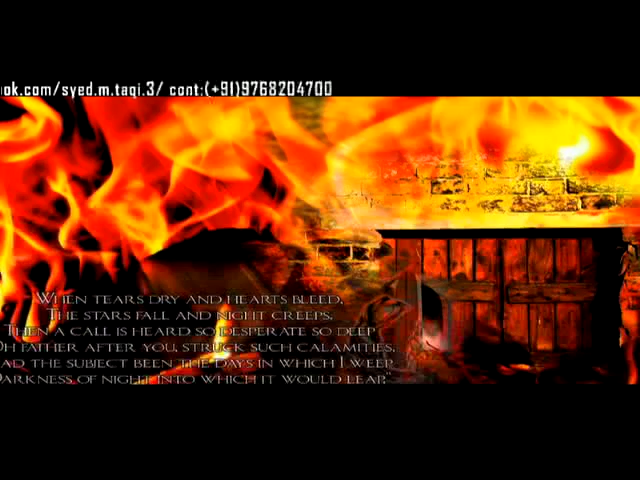 ok.com/syed.m.taqi.3/ cont:(+91)9768204700
WHEN TEARS DRY AND HEARTS BLEED,
THE STARS FALL AND NIGHT CREEPS,
THEN A CALL IS HEARD SO DESPERATE SO DEEP
OH FATHER AFTER YOU, STRUCK SUCH CALAMITIES,
AD THE SUBJECT BEEN THE DAYS IN WHICH I WEEP
DARKNESS OF NIGHT INTO WHICH IT WOULD LEAP."